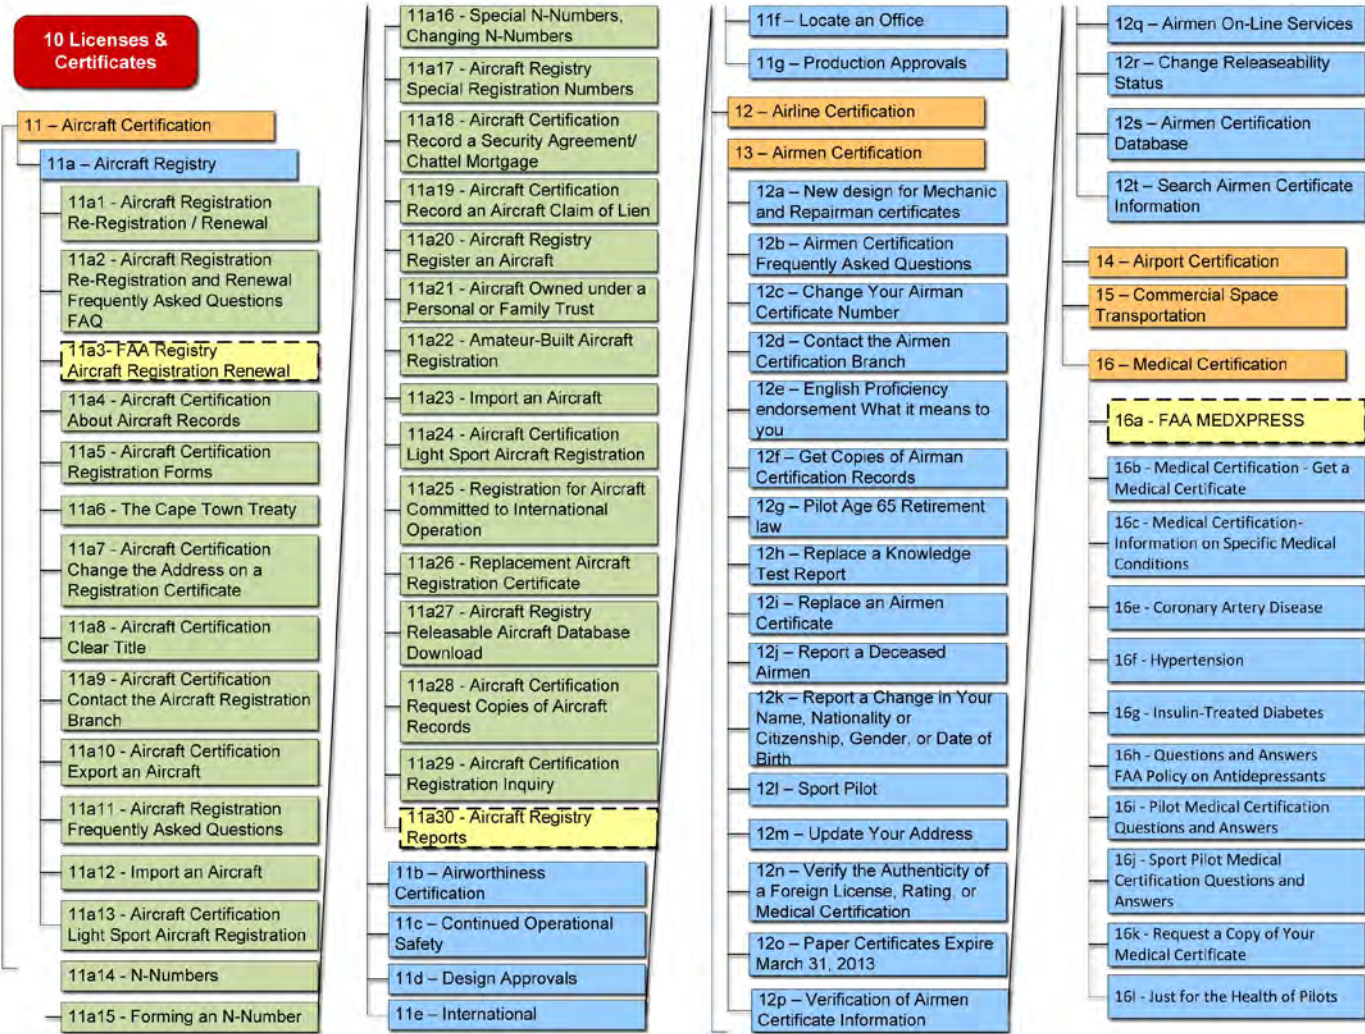 10 Licenses &
Certificates
11 – Aircraft Certification
11a – Aircraft Registry
11a1 - Aircraft Registration
Re-Registration / Renewal
11a2 - Aircraft Registration
Re-Registration and Renewal
Frequently Asked Questions
FAQ
11a3- FAA Registry
Aircraft Registration Renewal
11a4 - Aircraft Certification
About Aircraft Records
11a5 - Aircraft Certification
Registration Forms
11a6 - The Cape Town Treaty
11a7 - Aircraft Certification
Change the Address on a
Registration Certificate
11a8 - Aircraft Certification
Clear Title
11a9 - Aircraft Certification
Contact the Aircraft Registration
Branch
11a10 - Aircraft Certification
Export an Aircraft
11a11 - Aircraft Registration
Frequently Asked Questions
11a12 - Import an Aircraft
11a13 - Aircraft Certification
Light Sport Aircraft Registration
11a14 - N-Numbers
11a15 - Forming an N-Number
11a16 - Special N-Numbers,
Changing N-Numbers
11a17 - Aircraft Registry
Special Registration Numbers
11a18 - Aircraft Certification
Record a Security Agreement/
Chattel Mortgage
11a19 - Aircraft Certification
Record an Aircraft Claim of Lien
11a20 - Aircraft Registry
Register an Aircraft
11a21 - Aircraft Owned under a
Personal or Family Trust
11a22 - Amateur-Built Aircraft
Registration
11a23 - Import an Aircraft
11a24 - Aircraft Certification
Light Sport Aircraft Registration
11a25 - Registration for Aircraft
Committed to International
Operation
11a26 - Replacement Aircraft
Registration Certificate
11a27 - Aircraft Registry
Releasable Aircraft Database
Download
11a28 - Aircraft Certification
Request Copies of Aircraft
Records
11a29 - Aircraft Certification
Registration Inquiry
11a30 - Aircraft Registry
Reports
11b – Airworthiness
Certification
11c – Continued Operational
Safety
11d – Design Approvals
11e – International
11f – Locate an Office
11g – Production Approvals
12 – Airline Certification
13 – Airmen Certification
12a – New design for Mechanic
and Repairman certificates
12b – Airmen Certification
Frequently Asked Questions
12c – Change Your Airman
Certificate Number
12d – Contact the Airmen
Certification Branch
12e – English Proficiency
endorsement What it means to
you
12f – Get Copies of Airman
Certification Records
12g – Pilot Age 65 Retirement
law
12h – Replace a Knowledge
Test Report
12i – Replace an Airmen
Certificate
12j – Report a Deceased
Airmen
12k – Report a Change in Your
Name, Nationality or
Citizenship, Gender, or Date of
Birth
12l – Sport Pilot
12m – Update Your Address
12n – Verify the Authenticity of
a Foreign License, Rating, or
Medical Certification
12o – Paper Certificates Expire
March 31, 2013
12p – Verification of Airmen
Certificate Information
12q – Airmen On-Line Services
12r – Change Releaseability
Status
12s – Airmen Certification
Database
12t – Search Airmen Certificate
Information
14 – Airport Certification
15 – Commercial Space
Transportation
16 – Medical Certification
16a - FAA MEDXPRESS
16b - Medical Certification - Get a
Medical Certificate
16c - Medical Certification-
Information on Specific Medical
Conditions
16e - Coronary Artery Disease
16f - Hypertension
16g - Insulin-Treated Diabetes
16h - Questions and Answers
FAA Policy on Antidepressants
16i - Pilot Medical Certification
Questions and Answers
16j - Sport Pilot Medical
Certification Questions and
Answers
16k - Request a Copy of Your
Medical Certificate
16l - Just for the Health of Pilots